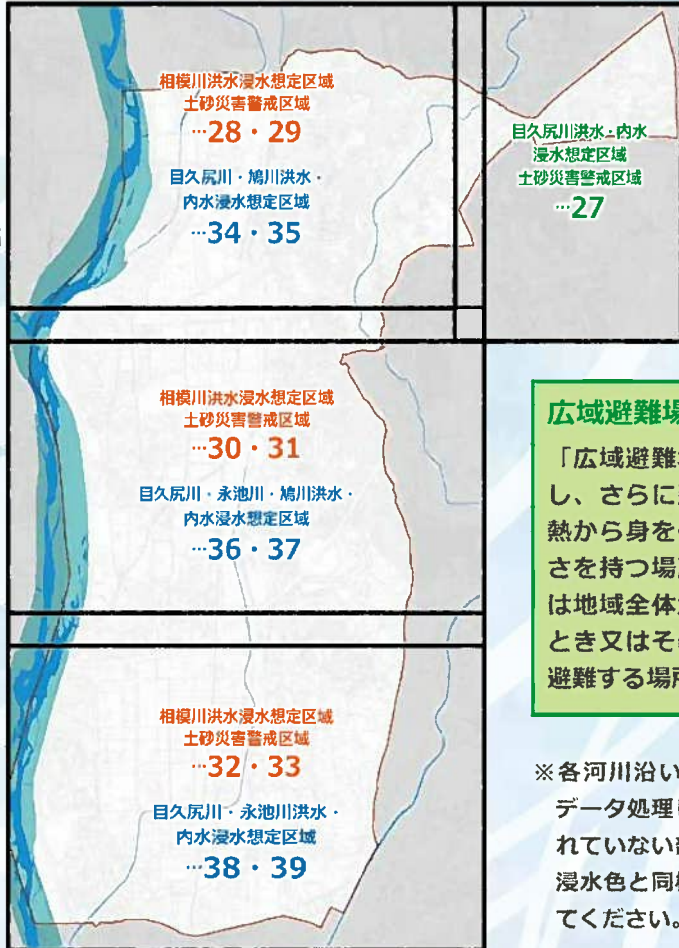 相模川洪水浸水想定区域
土砂災害警戒区域
…28・29
目久尻川・鳩川洪水・
内水浸水想定区域
…34・35
目久尻川洪水・内水
浸水想定区域
土砂災害警戒区域
…27
相模川洪水浸水想定区域
土砂災害警戒区域
…30・31
目久尻川・永池川・鳩川洪水・
内水浸水想定区域
…36・37
相模川洪水浸水想定区域
土砂災害警戒区域
…32・33
目久尻川・永池川洪水・
内水浸水想定区域
…38・39
広域避難場
「広域避難
し、さらに
熱から身を
さを持つ場
は地域全体
とき又はそ
避難する場所
※各河川沿い
データ処理
れていない
浸水色と同
てください。